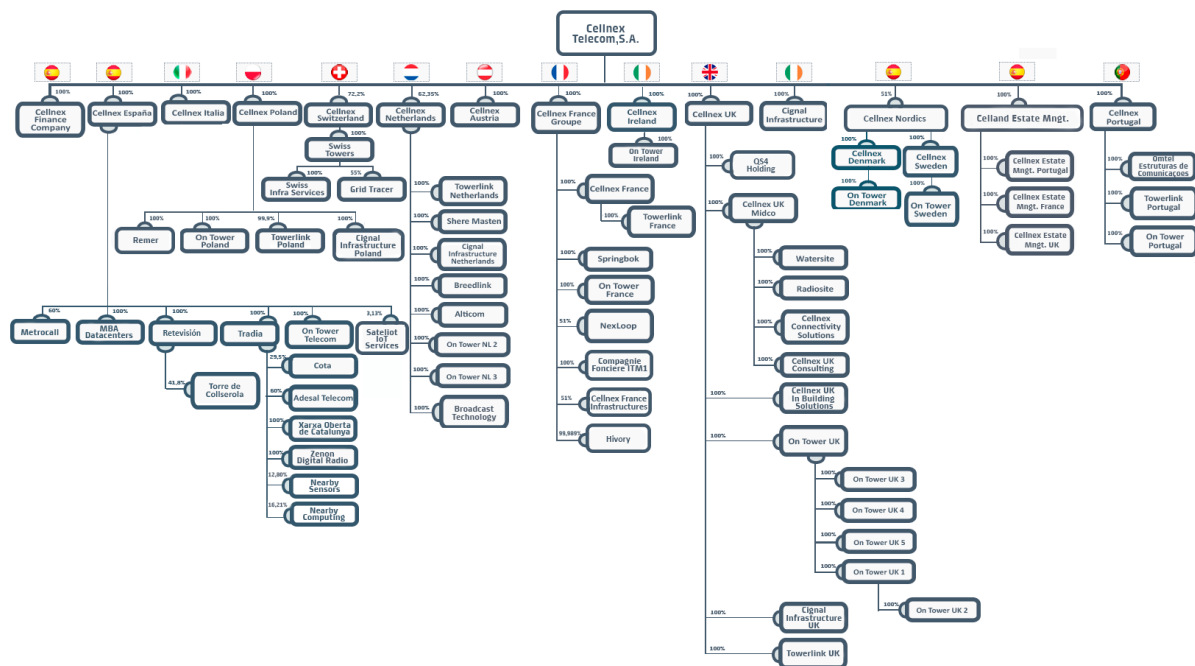 Cellnex
Telecom,S.A.
100%
100%
100%
100%
72,2%
62,35%
100%
100%
100%
100%
100%
51%
100%
100%
Cellnex
Finance
Company
Cellnex España
Cellnex Italia
Cellnex Poland
Cellnex
Switzerland
Cellnex
Netherlands
Cellnex
Austria
Cellnex France
Groupe
Cellnex
Ireland
Cellnex UK
Cignal
Infrastructure
Cellnex Nordics
Celland Estate Mngt.
Cellnex
Portugal
100%
Swiss
Towers
100%
Swiss
Infra Services
55%
Grid Tracer
100%
Remer
100%
On Tower
Poland
99,9%
Towerlink
Poland
100%
Cignal
Infrastructure
Poland
60%
Metrocall
100%
MBA
Datacenters
100%
Retevisión
100%
Tradia
100%
On Tower
Telecom
3,13%
Sateliot
IoT
Services
41,8%
Torre de
Collserola
29,5%
Cota
60%
Adesal Telecom
100%
Xarxa Oberta
de Catalunya
100%
Zenon
Digital Radio
Nearby
Sensors
16,21%
Nearby
Computing
100%
Towerlink
Netherlands
100%
Shere Masten
100%
Cignal
Infrastructure
Netherlands
100%
Breedlink
100%
Alticom
100%
On Tower NL 2
100%
On Tower NL 3
100%
Broadcast
Technology
100%
Cellnex France
100%
Towerlink
France
100%
Springbok
100%
On Tower
France
51%
NexLoop
100%
Compagnie
Fonciere ITM1
51%
Cellnex France
Infrastructures
99,989%
Hivory
100%
On Tower
Ireland
100%
QS4
Holding
100%
Cellnex UK
Midco
100%
Watersite
100%
Radiosite
100%
Cellnex
Connectivity
Solutions
100%
Cellnex UK
Consulting
100%
Cellnex UK
In Building
Solutions
100%
On Tower UK
100%
On Tower UK 3
100%
On Tower UK 4
100%
On Tower UK 5
100%
On Tower UK 1
100%
On Tower UK 2
100%
Cignal
Infrastructure
UK
100%
Towerlink UK
100%
Cellnex
Denmark
100%
On Tower
Denmark
100%
Cellnex
Sweden
100%
On Tower
Sweden
100%
Cellnex Estate
Mngt. Portugal
100%
Cellnex Estate
Mngt. France
100%
Cellnex Estate
Mngt. UK
100%
Omtel
Estruturas de
Comunicaçoes
100%
Towerlink
Portugal
100%
On Tower
Portugal